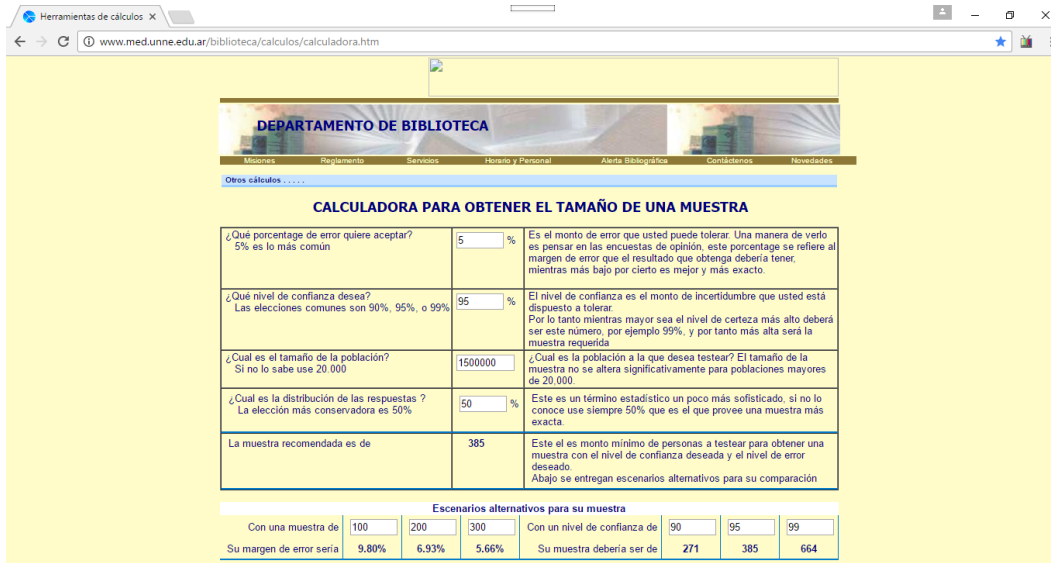 Herramientas de cálculos
www.med.unne.edu.ar/biblioteca/calculos/calculadora.htm
DEPARTAMENTO DE BIBLIOTECA
Misiones Reglamento Servicios Horario y Personal Alerta Bibliográfica Contáctenos Novedades
Otros cálculos . . . . .
CALCULADORA PARA OBTENER EL TAMAÑO DE UNA MUESTRA
¿Qué porcentage de error quiere aceptar?
5% es lo más común
5 %
Es el monto de error que usted puede tolerar. Una manera de verlo
es pensar en las encuestas de opinión, este porcentage se refiere al
margen de error que el resultado que obtenga debería tener,
mientras más bajo por cierto es mejor y más exacto.
¿Qué nivel de confianza desea?
Las elecciones comunes son 90%, 95%, o 99%
95 %
El nivel de confianza es el monto de incertidumbre que usted está
dispuesto a tolerar.
Por lo tanto mientras mayor sea el nivel de certeza más alto deberá
ser este número, por ejemplo 99%, y por tanto más alta será la
muestra requerida
¿Cual es el tamaño de la población?
Si no lo sabe use 20.000
1500000
¿Cual es la población a la que desea testear? El tamaño de la
muestra no se altera significativamente para poblaciones mayores
de 20,000.
¿Cual es la distribución de las respuestas ?
La elección más conservadora es 50%
50 %
Este es un término estadístico un poco más sofisticado, si no lo
conoce use siempre 50% que es el que provee una muestra más
exacta.
La muestra recomendada es de
385
Este el es monto mínimo de personas a testear para obtener una
muestra con el nivel de confianza deseada y el nivel de error
deseado.
Abajo se entregan escenarios alternativos para su comparación
Escenarios alternativos para su muestra
Con una muestra de 100 200 300 Con un nivel de confianza de 90 95 99
Su margen de error sería 9.80% 6.93% 5.66% Su muestra debería ser de 271 385 664